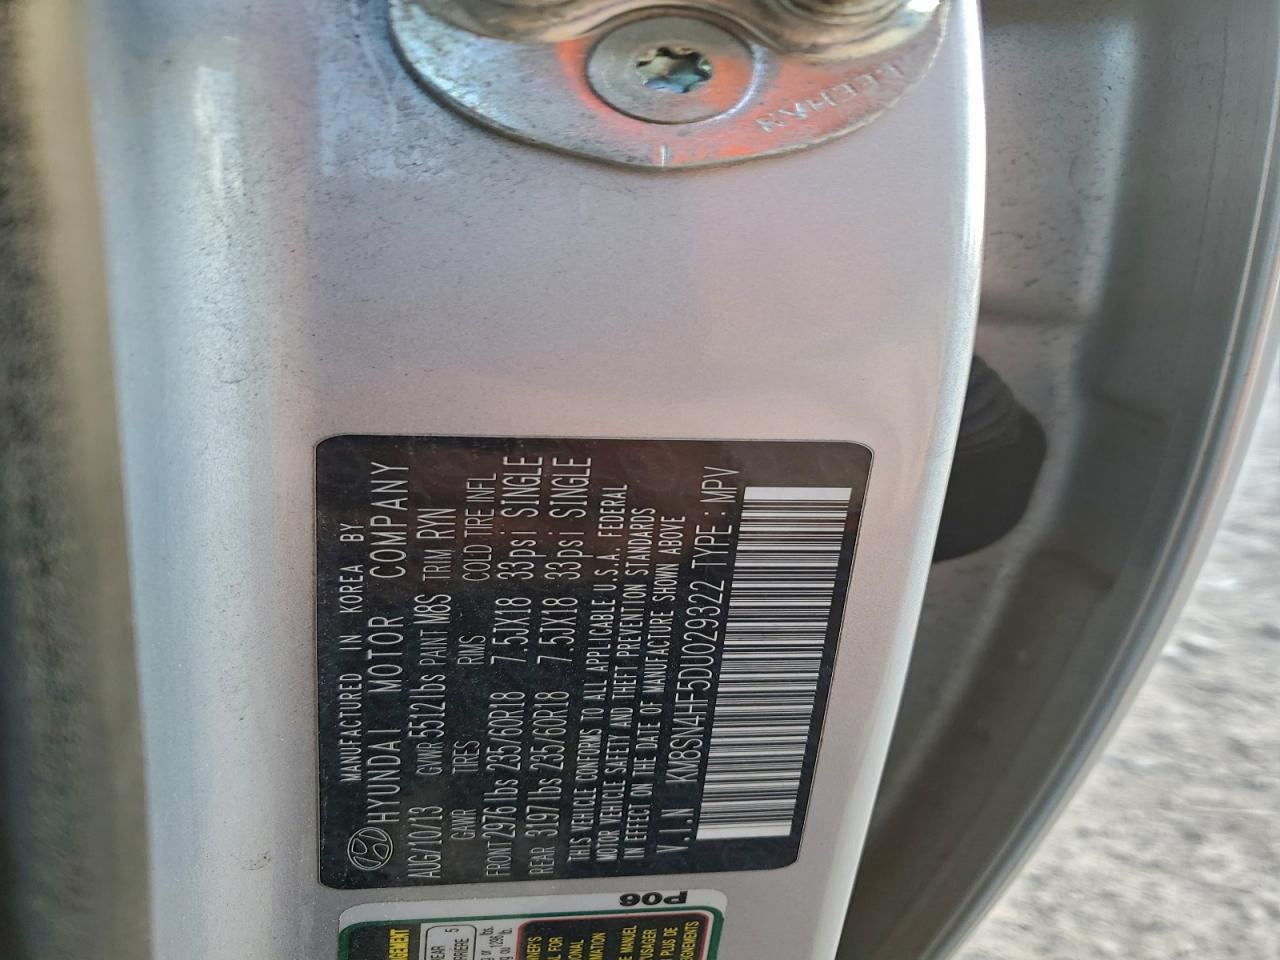 MANUFACTURED IN KOREA BY
HYUNDAI MOTOR COMPANY
AUG/10/13 GVWR 5512lbs PAINT M8S TRIM RYN
GAWR TIRES RIMS COLD TIRE INFL
FRONT 2976lbs 235/60R18 7.5JX18 33psi SINGLE
REAR 3197lbs 235/60R18 7.5JX18 33psi SINGLE
THIS VEHICLE CONFORMS TO ALL APPLICABLE U.S.A. FEDERAL
MOTOR VEHICLE SAFETY AND THEFT PREVENTION STANDARDS
IN EFFECT ON THE DATE OF MANUFACTURE SHOWN ABOVE
V.I.N KM8SN4HF5DU029322 TYPE : MPV
P06